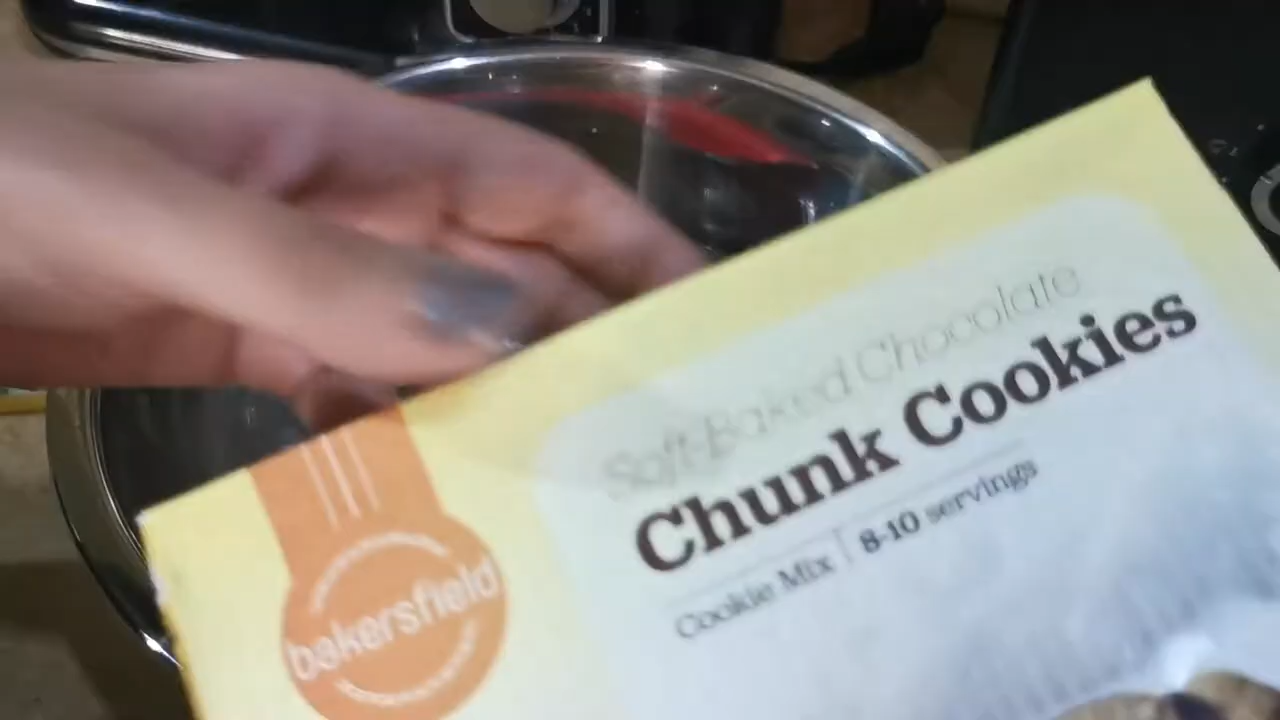 Soft-Baked Chocolate
Chunk Cookies
Cookie Mix | 8-10 servings
bakersfield